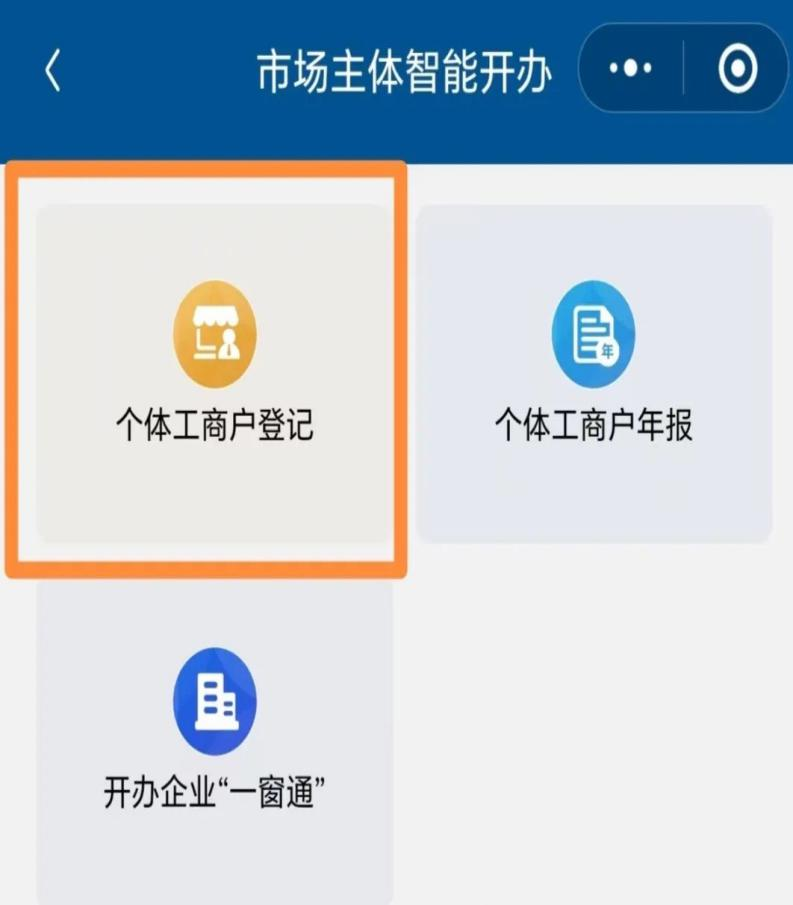 市场主体智能开办
个体工商户登记
年
个体工商户年报
开办企业“一窗通”